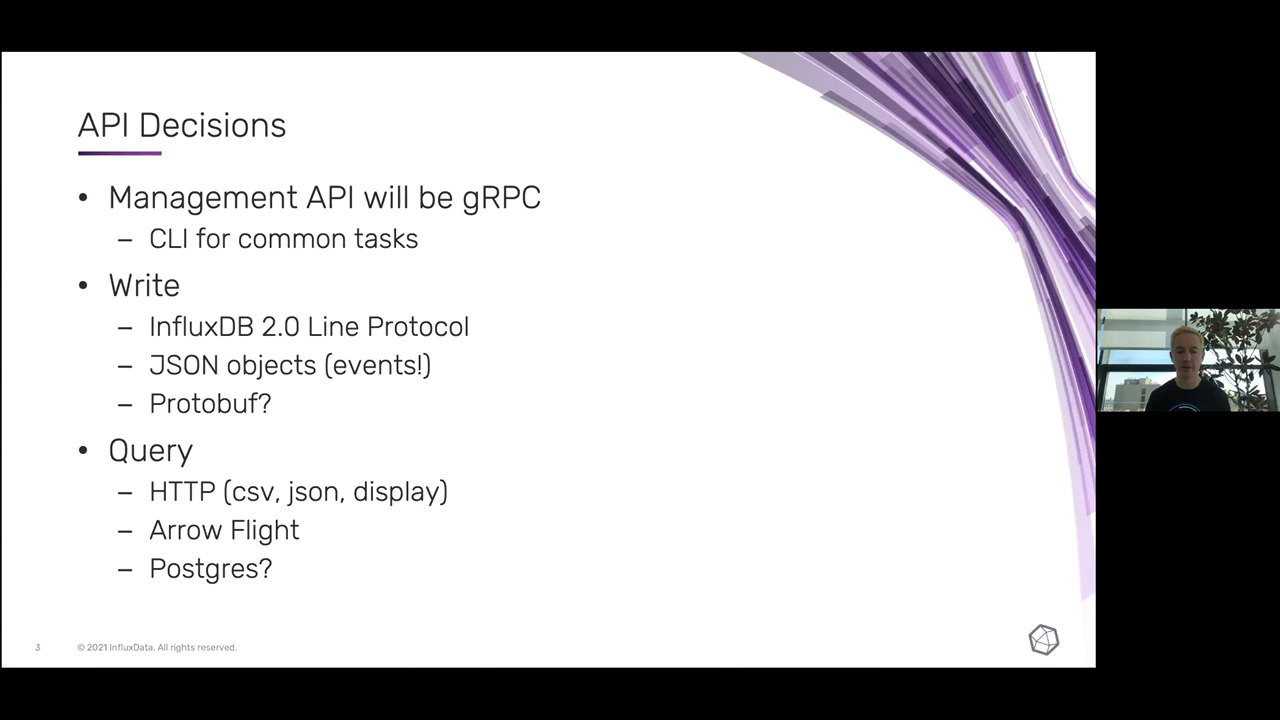 API Decisions
• Management API will be gRPC
– CLI for common tasks
• Write
– InfluxDB 2.0 Line Protocol
– JSON objects (events!)
– Protobuf?
• Query
– HTTP (csv, json, display)
– Arrow Flight
– Postgres?
3 © 2021 InfluxData. All rights reserved.